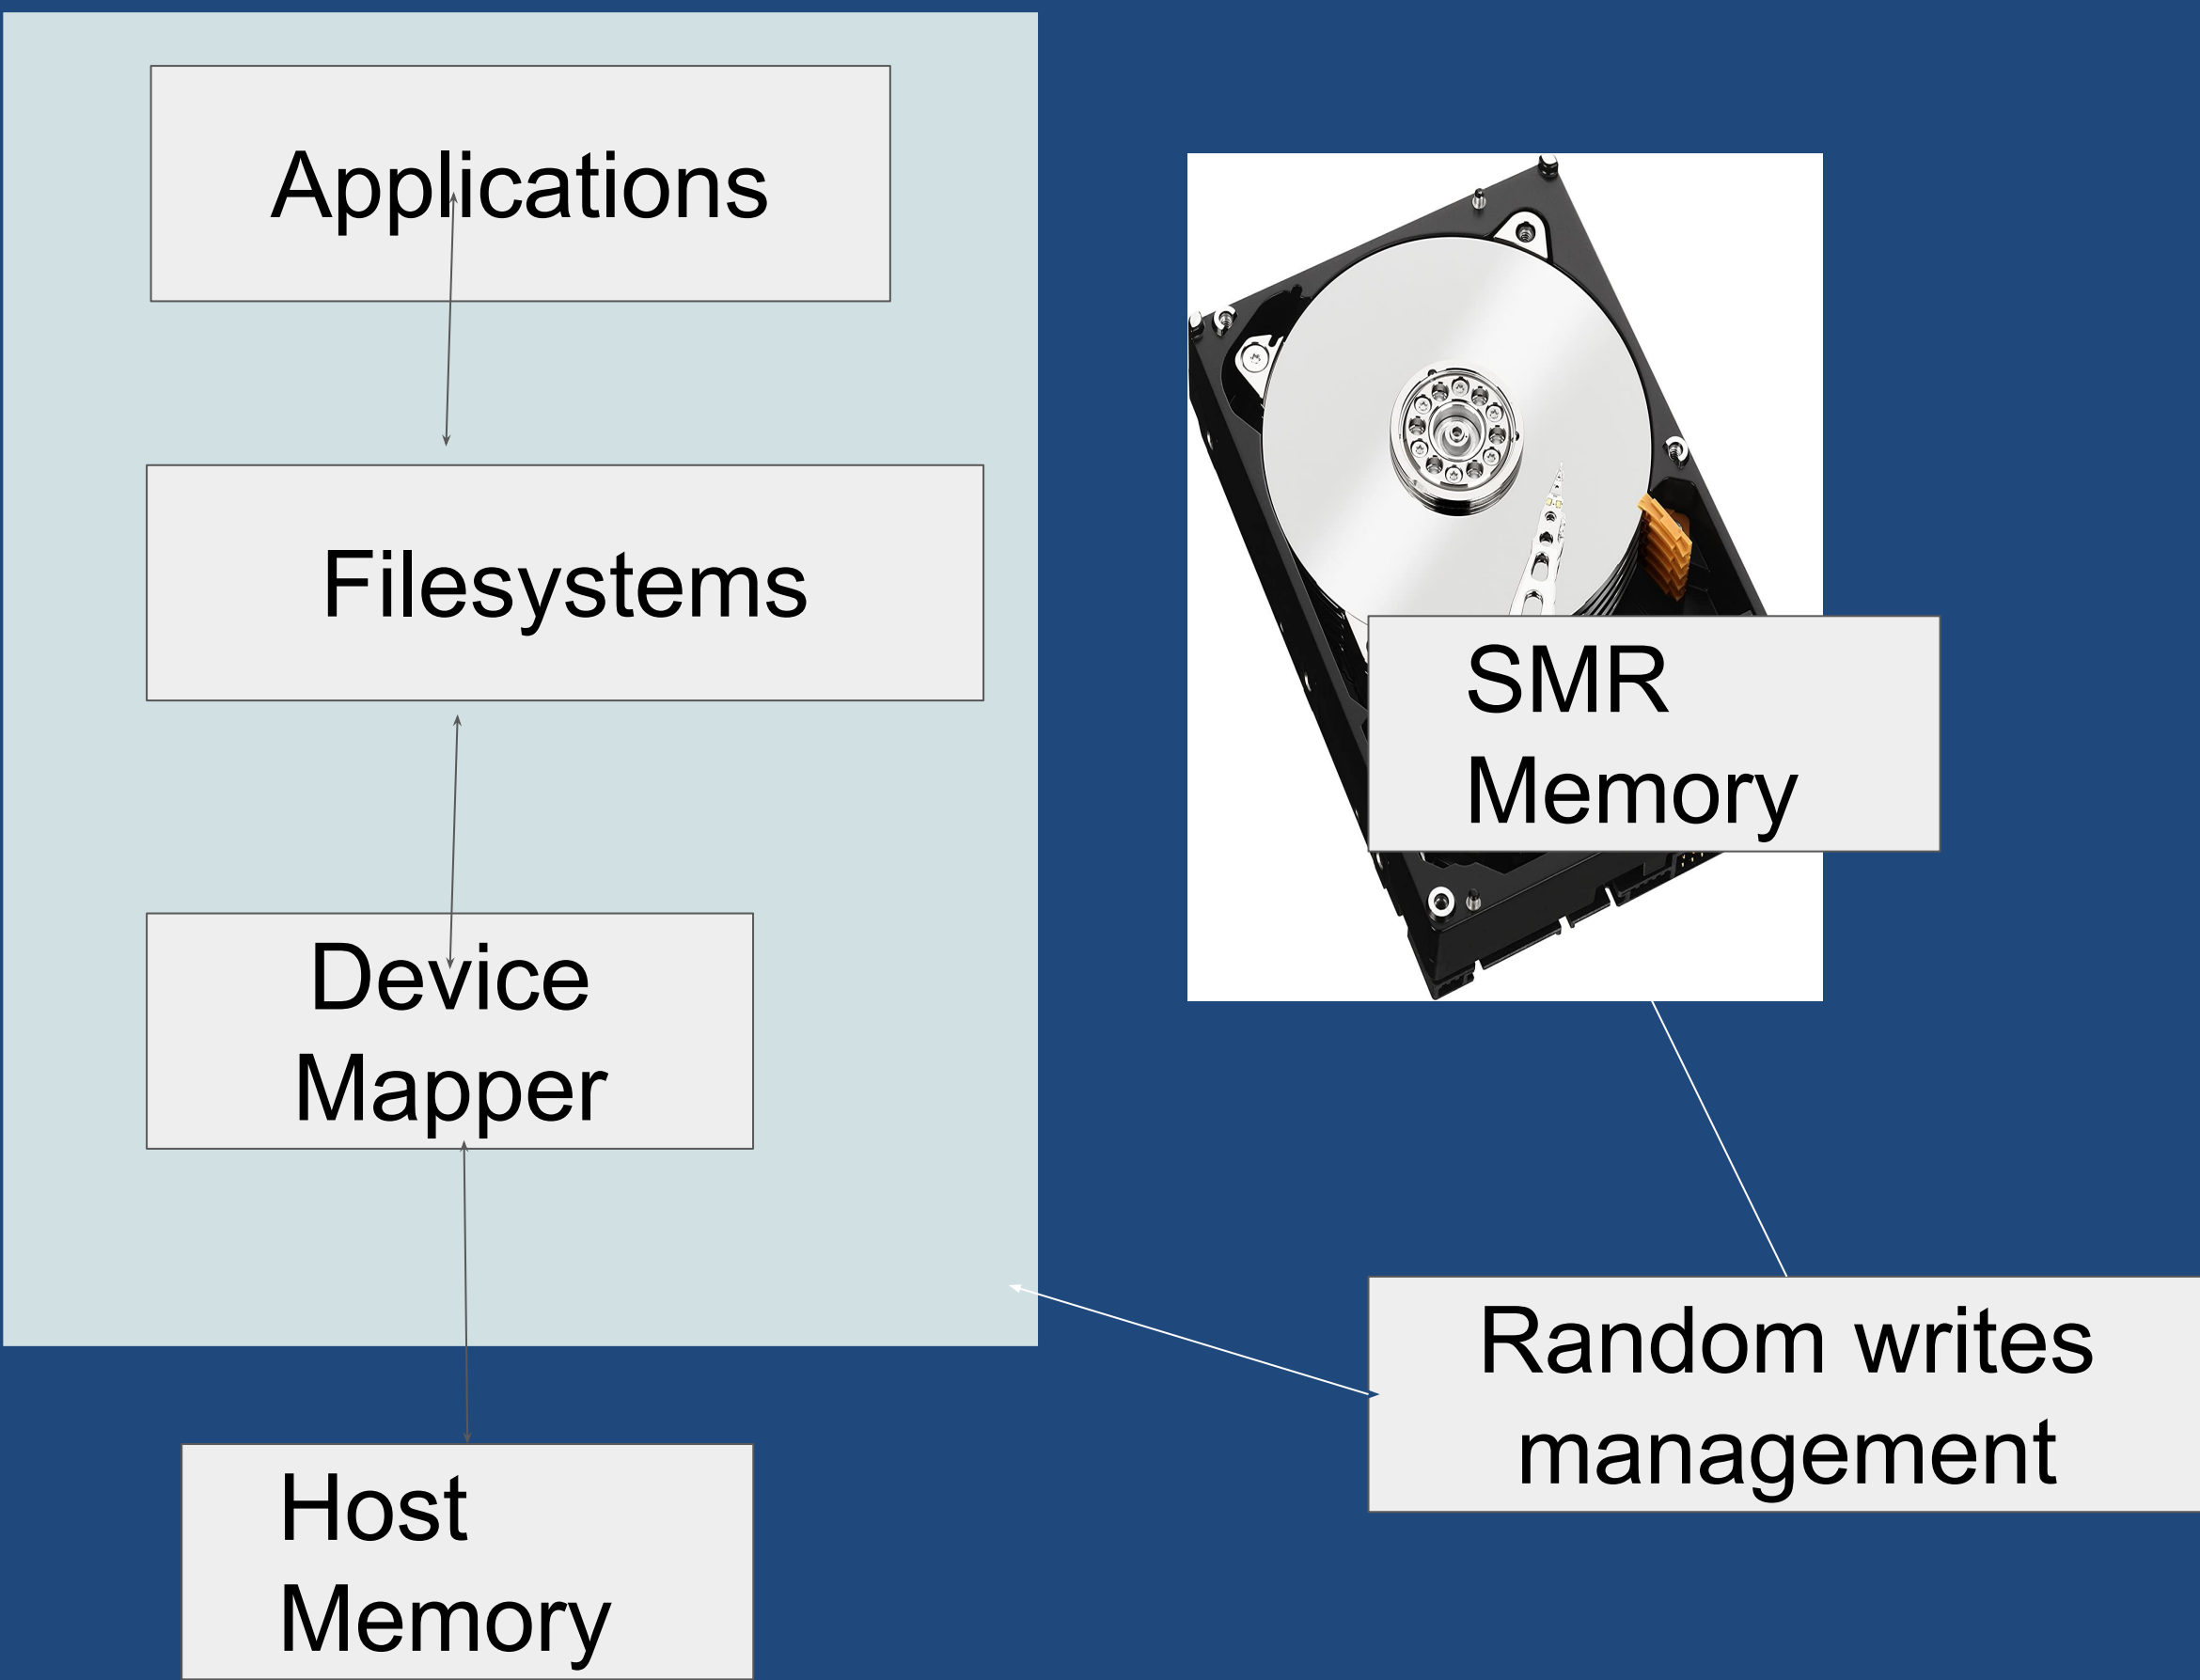 Applications
Filesystems
Device
Mapper
Host
Memory
SMR
Memory
Random writes
management